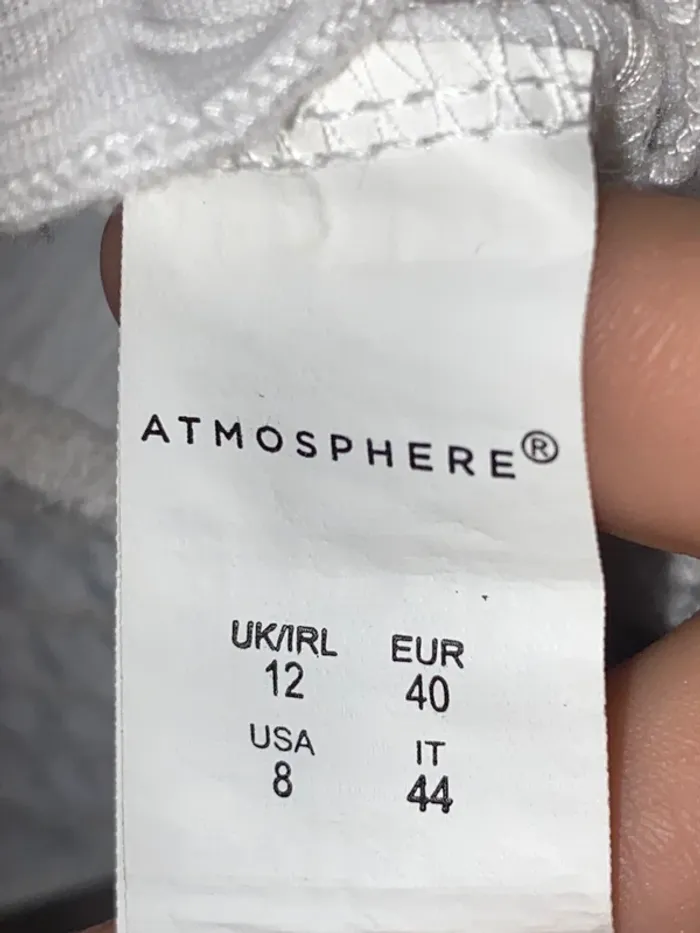 ATMOSPHERE®
UK/IRL EUR
12 40
USA IT
8 44